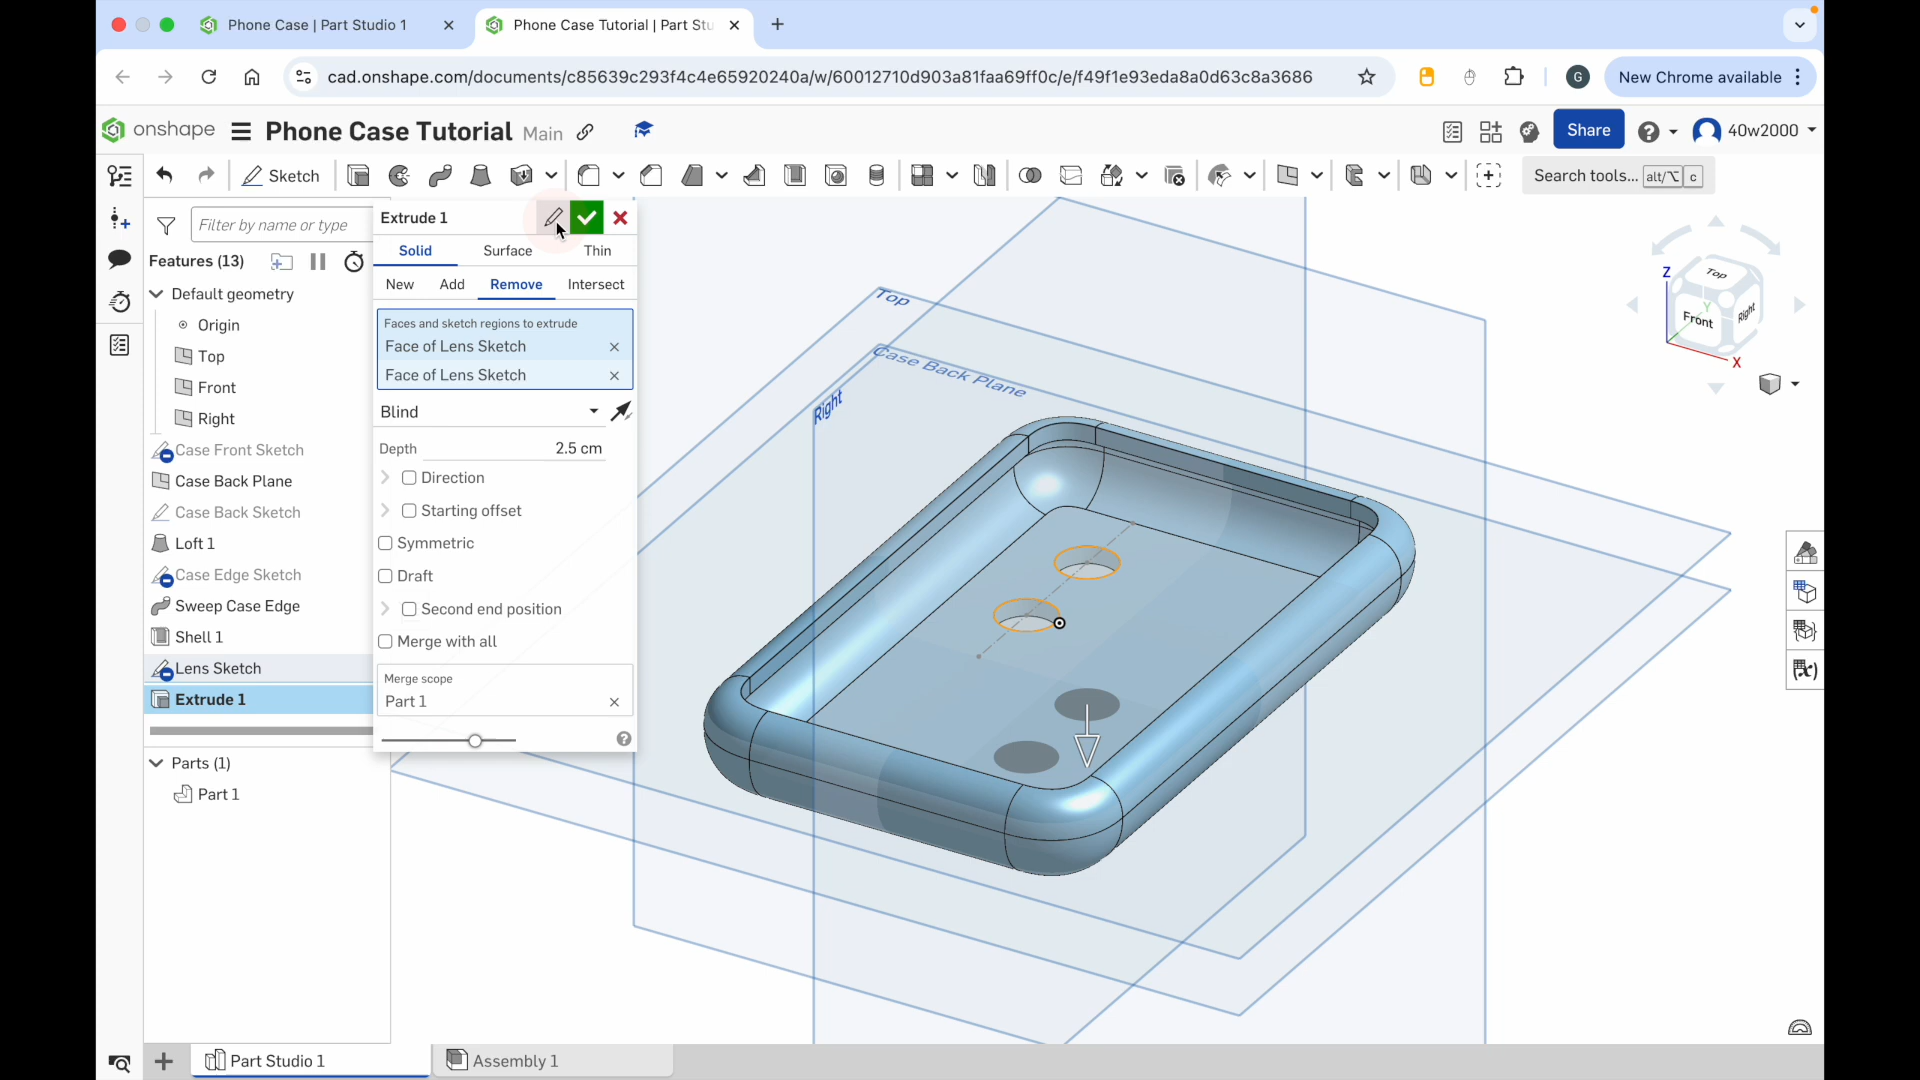 Phone Case | Part Studio 1
Phone Case Tutorial | Part Stu
cad.onshape.com/documents/c85639c293f4c4e65920240a/w/60012710d903a81faa69ff0c/e/f49f1e93eda8a0d63c8a3686
G
New Chrome available
onshape
Phone Case Tutorial
Main
Share
40w2000
Sketch
Search tools... alt/⌥ c
Filter by name or type
Features (13)
Default geometry
Origin
Top
Front
Right
Case Front Sketch
Case Back Plane
Case Back Sketch
Loft 1
Case Edge Sketch
Sweep Case Edge
Shell 1
Lens Sketch
Extrude 1
Parts (1)
Part 1
Extrude 1
Solid
Surface
Thin
New
Add
Remove
Intersect
Faces and sketch regions to extrude
Face of Lens Sketch
Face of Lens Sketch
Blind
Depth
2.5 cm
Direction
Starting offset
Symmetric
Draft
Second end position
Merge with all
Merge scope
Part 1
Top
Case Back Plane
Right
Z
Top
Y
Front
Right
X
Part Studio 1
Assembly 1